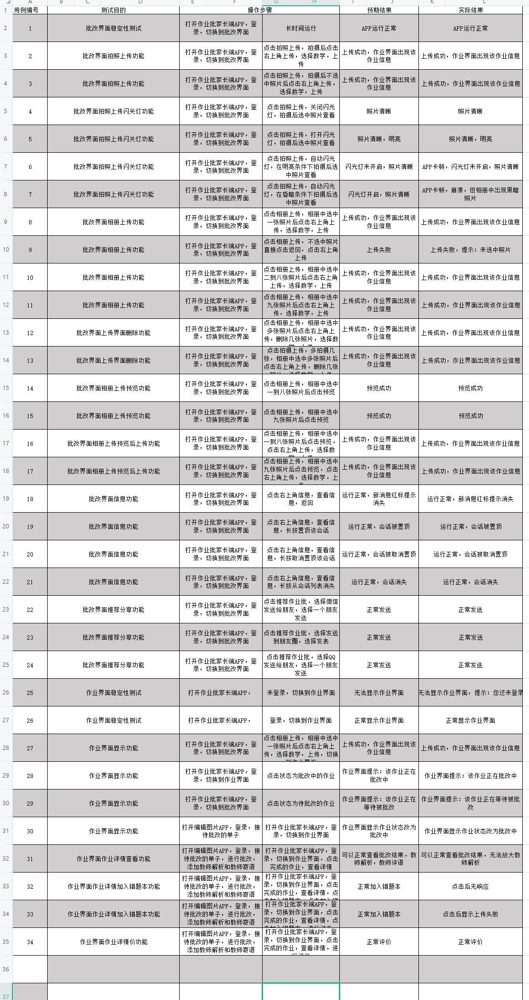 A B C D E F G H I J K L
1 用例编号 测试目的 操作步骤 预期结果 实际结果
2 1 批改界面稳定性测试 打开作业批家长端APP，登录，切换到批改界面 长时间运行 APP运行正常 APP运行正常
3 2 批改界面拍照上传功能 打开作业批家长端APP，登录，切换到批改界面 点击拍照上传，拍摄后点击右上角上传，选择数学，上传 上传成功，作业界面出现该作业信息 上传成功，作业界面出现该作业信息
4 3 批改界面拍照上传功能 打开作业批家长端APP，登录，切换到批改界面 点击拍照上传，拍摄后不选中照片后点击右上角上传，选择数学，上传 上传成功，作业界面出现该作业信息 上传成功，作业界面出现该作业信息
5 4 批改界面拍照上传闪关灯功能 打开作业批家长端APP，登录，切换到批改界面 点击拍照上传，关闭闪光灯，拍摄后选中照片查看 照片清晰 照片清晰
6 5 批改界面拍照上传闪关灯功能 打开作业批家长端APP，登录，切换到批改界面 点击拍照上传，打开闪光灯，拍摄后选中照片查看 照片清晰，明亮 照片清晰，明亮
7 6 批改界面拍照上传闪关灯功能 打开作业批家长端APP，登录，切换到批改界面 点击拍照上传，自动闪光灯，在明亮条件下拍摄后选中照片查看 闪光灯未开启，照片清晰 APP卡顿，闪光灯未开启，照片清晰
8 7 批改界面拍照上传闪关灯功能 打开作业批家长端APP，登录，切换到批改界面 点击拍照上传，自动闪光灯，在昏暗条件下拍摄后选中照片查看 闪光灯开启，照片清晰 APP卡顿，崩溃，但相册中出现黑暗照片
9 8 批改界面相册上传功能 打开作业批家长端APP，登录，切换到批改界面 点击相册上传，相册中选中一张照片后点击右上角上传，选择数学，上传 上传成功，作业界面出现该作业信息 上传成功，作业界面出现该作业信息
10 9 批改界面相册上传功能 打开作业批家长端APP，登录，切换到批改界面 点击相册上传，不选中照片直接点击返回，点击右上角上传 上传失败 上传失败，提示：未选中照片
11 10 批改界面相册上传功能 打开作业批家长端APP，登录，切换到批改界面 点击相册上传，相册中选中二到八张照片后点击右上角上传，选择数学，上传 上传成功，作业界面出现该作业信息 上传成功，作业界面出现该作业信息
12 11 批改界面相册上传功能 打开作业批家长端APP，登录，切换到批改界面 点击相册上传，相册中选中九张照片后点击右上角上传，选择数学，上传 上传成功，作业界面出现该作业信息 上传成功，作业界面出现该作业信息
13 12 批改界面上传界面删除功能 打开作业批家长端APP，登录，切换到批改界面 点击相册上传，相册中选中多张照片后点击右上角上传，删除几张照片，选择数 上传成功，作业界面出现该作业信息 上传成功，作业界面出现该作业信息
14 13 批改界面上传界面删除功能 打开作业批家长端APP，登录，切换到批改界面 点击拍摄上传，多拍摄几张，相册中选中多张照片后点击右上角上传，删除几张 上传成功，作业界面出现该作业信息 上传成功，作业界面出现该作业信息
15 14 批改界面相册上传预览功能 打开作业批家长端APP，登录，切换到批改界面 点击相册上传，相册中选中一到八张照片后点击预览 预览成功 预览成功
16 15 批改界面相册上传预览功能 打开作业批家长端APP，登录，切换到批改界面 点击相册上传，相册中选中九张照片后点击预览 预览成功 预览成功
17 16 批改界面相册上传预览后上传功能 打开作业批家长端APP，登录，切换到批改界面 点击相册上传，相册中选中一到八张照片后点击预览，点击右上角上传，选择数 上传成功，作业界面出现该作业信息 上传成功，作业界面出现该作业信息
18 17 批改界面相册上传预览后上传功能 打开作业批家长端APP，登录，切换到批改界面 点击相册上传，相册中选中九张照片后点击预览，点击右上角上传，选择数学，上 上传成功，作业界面出现该作业信息 上传成功，作业界面出现该作业信息
19 18 批改界面信息功能 打开作业批家长端APP，登录，切换到批改界面 点击右上角信息，查看信息，返回 运行正常，新消息红标提示消失 运行正常，新消息红标提示消失
20 19 批改界面信息功能 打开作业批家长端APP，登录，切换到批改界面 点击右上角信息，查看信息，长按置顶该会话 运行正常，会话被置顶 运行正常，会话被置顶
21 20 批改界面信息功能 打开作业批家长端APP，登录，切换到批改界面 点击右上角信息，查看信息，长按取消置顶该会话 运行正常，会话被取消置顶 运行正常，会话被取消置顶
22 21 批改界面信息功能 打开作业批家长端APP，登录，切换到批改界面 点击右上角信息，查看信息，长按从会话列表消失 运行正常，会话消失 运行正常，会话消失
23 22 批改界面推荐分享功能 打开作业批家长端APP，登录，切换到批改界面 点击推荐作业批，选择微信发送给朋友，选择一个朋友发送 正常发送 正常发送
24 23 批改界面推荐分享功能 打开作业批家长端APP，登录，切换到批改界面 点击推荐作业批，选择发送到朋友圈，选择发表 正常发送 正常发送
25 24 批改界面推荐分享功能 打开作业批家长端APP，登录，切换到批改界面 点击推荐作业批，选择QQ发送给朋友，选择一个朋友发送 正常发送 正常发送
26 25 作业界面稳定性测试 打开作业批家长端APP， 未登录，切换到作业界面 无法显示作业界面 无法显示作业界面，提示：您还未登录
27 26 作业界面稳定性测试 打开作业批家长端APP， 登录，切换到作业界面 正常显示作业界面 正常显示作业界面
28 27 作业界面显示功能 打开作业批家长端APP，登录，切换到批改界面 点击相册上传，相册中选中一张照片后点击右上角上传，选择数学，上传，切换 上传成功，作业界面出现该作业信息 上传成功，作业界面出现该作业信息
29 28 作业界面显示功能 打开作业批家长端APP，登录，切换到作业界面 点击状态为批改中的作业 作业界面提示：该作业正在批改中 作业界面提示：该作业正在批改中
30 29 作业界面显示功能 打开作业批家长端APP，登录，切换到批改界面 点击状态为待批改的作业 作业界面提示：该作业正在等待被批改 作业界面提示：该作业正在等待被批改
31 30 作业界面显示功能 打开编辑图片APP，登录，接待批改的单子 打开作业批家长端APP，登录，切换到作业界面 作业界面显示作业状态改为批改中 作业界面显示作业状态改为批改中
32 31 作业界面作业详情查看功能 打开编辑图片APP，登录，接待批改的单子，进行批改，添加教师解析和教师寄语 打开作业批家长端APP，登录，切换到作业界面，点击完成的作业，查看详情 可以正常查看批改结果，教师解析，教师评语 可以正常查看批改结果，无法放大教师解析
33 32 作业界面作业详情加入错题本功能 打开编辑图片APP，登录，接待批改的单子，进行批改，添加教师解析和教师寄语 打开作业批家长端APP，登录，切换到作业界面，点击完成的作业，查看详情，点 正常加入错题本 点击后无响应
34 33 作业界面作业详情加入错题本功能 打开编辑图片APP，登录，接待批改的单子，进行批改，添加教师解析和教师寄语 打开作业批家长端APP，登录，切换到作业界面，点击完成的作业，查看详情，点 正常加入错题本 点击后显示上传失败
35 34 作业界面作业详情价功能 打开编辑图片APP，登录，接待批改的单子，进行批改，添加教师解析和教师寄语 打开作业批家长端APP，登录，切换到作业界面，点击完成的作业，查看详情，进 正常评价 正常评价
36
37